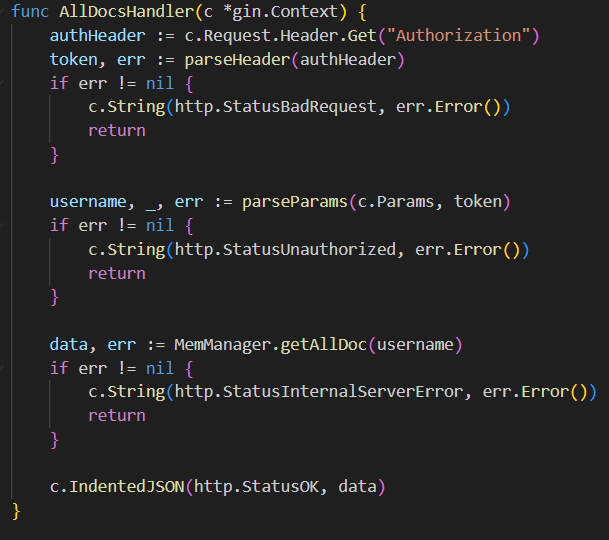 func AllDocsHandler(c *gin.Context) {
    authHeader := c.Request.Header.Get("Authorization")
    token, err := parseHeader(authHeader)
    if err != nil {
        c.String(http.StatusBadRequest, err.Error())
        return
    }

    username, _, err := parseParams(c.Params, token)
    if err != nil {
        c.String(http.StatusUnauthorized, err.Error())
        return
    }

    data, err := MemManager.getAllDoc(username)
    if err != nil {
        c.String(http.StatusInternalServerError, err.Error())
        return
    }

    c.IndentedJSON(http.StatusOK, data)
}